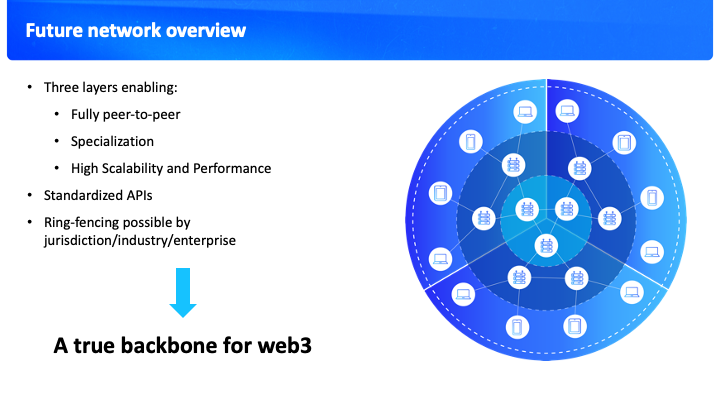 Future network overview
• Three layers enabling:
• Fully peer-to-peer
• Specialization
• High Scalability and Performance
• Standardized APIs
• Ring-fencing possible by
jurisdiction/industry/enterprise
A true backbone for web3